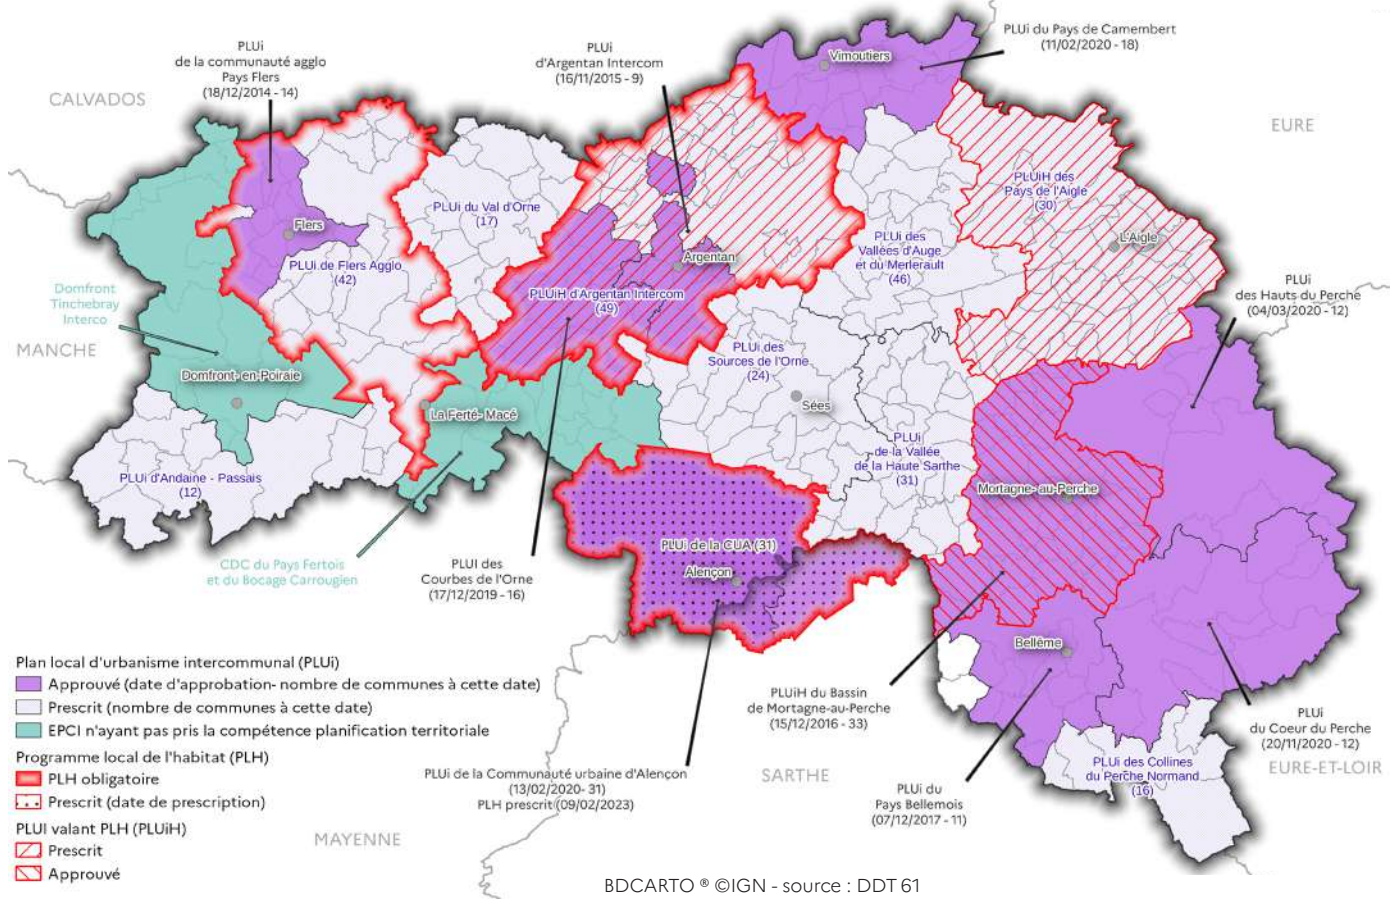 PLUi
de la communauté agglo
Pays Flers
(18/12/2014 - 14)
PLUi
d'Argentan Intercom
(16/11/2015 - 9)
PLUi du Pays de Camembert
(11/02/2020 - 18)
CALVADOS
EURE
Vimoutiers
PLUi du Val d'Orne
(17)
PLUiH des
Pays de l'Aigle
(30)
L'Aigle
Flers
PLUi de Flers Agglo
(42)
Argentan
PLUi des
Vallées d'Auge
et du Merlerault
(46)
PLUiH d'Argentan Intercom
(49)
PLUi
des Hauts du Perche
(04/03/2020 - 12)
Domfront
Tinchebray
Interco
MANCHE
Domfront-en-Poiraie
PLUi des
Sources de l'Orne
(24)
Sées
La Ferté- Macé
PLUi
de la Vallée
de la Haute Sarthe
(31)
Mortagne- au-Perche
PLUi d'Andaine - Passais
(12)
CDC du Pays Fertois
et du Bocage Carrougien
PLUI des
Courbes de l'Orne
(17/12/2019 - 16)
PLUi de la CUA (31)
Alençon
Bellême
PLUiH du Bassin
de Mortagne-au-Perche
(15/12/2016 - 33)
PLUi
du Coeur du Perche
(20/11/2020 - 12)
EURE-ET-LOIR
PLUi des Collines
du Perche Normand
(16)
PLUi du
Pays Bellemois
(07/12/2017 - 11)
PLUi de la Communauté urbaine d'Alençon
(13/02/2020- 31)
PLH prescrit (09/02/2023)
SARTHE
MAYENNE
Plan local d'urbanisme intercommunal (PLUi)
Approuvé (date d'approbation- nombre de communes à cette date)
Prescrit (nombre de communes à cette date)
EPCI n'ayant pas pris la compétence planification territoriale
Programme local de l'habitat (PLH)
PLH obligatoire
Prescrit (date de prescription)
PLUI valant PLH (PLUiH)
Prescrit
Approuvé
BDCARTO ® ©IGN - source : DDT 61